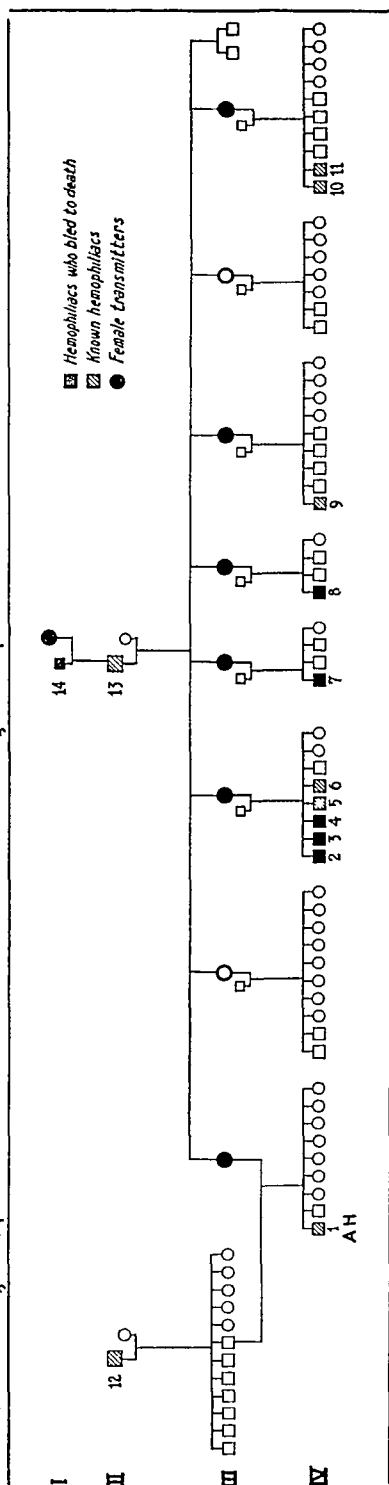 Hemophiliacs who bled to death
Known hemophiliacs
Female transmitters
I
14
II
12
13
III
IV
1
2
3
4
5
6
7
8
9
10
11
AH